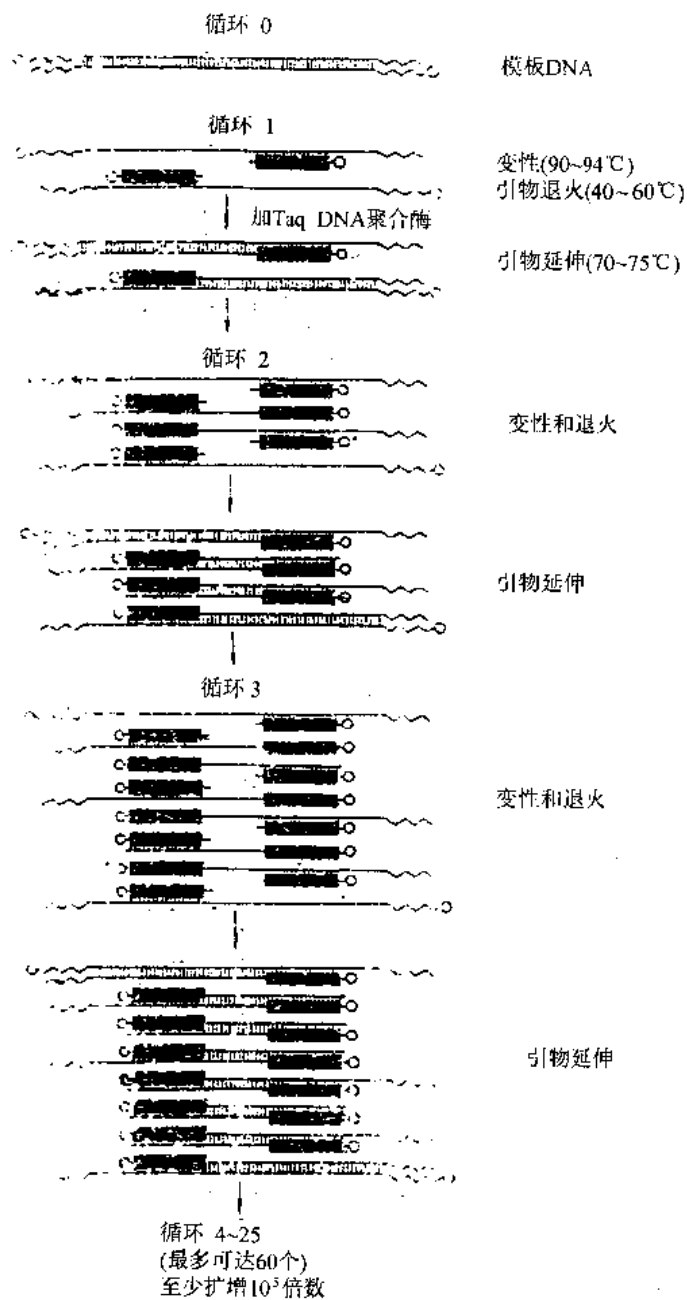 循环 0
模板DNA
循环 1
变性(90~94℃)
引物退火(40~60℃)
加Taq DNA聚合酶
引物延伸(70~75℃)
循环 2
变性和退火
引物延伸
循环 3
变性和退火
引物延伸
循环 4~25
(最多可达60个)
至少扩增10⁵倍数